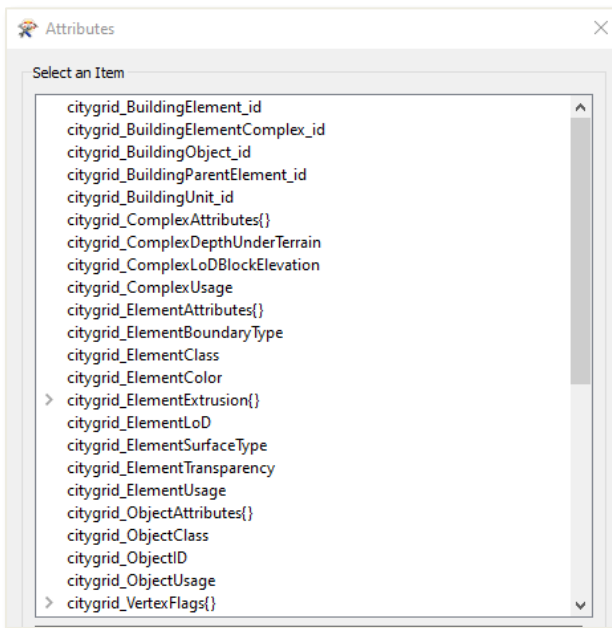 Attributes
Select an Item
citygrid_BuildingElement_id
citygrid_BuildingElementComplex_id
citygrid_BuildingObject_id
citygrid_BuildingParentElement_id
citygrid_BuildingUnit_id
citygrid_ComplexAttributes{}
citygrid_ComplexDepthUnderTerrain
citygrid_ComplexLoDBlockElevation
citygrid_ComplexUsage
citygrid_ElementAttributes{}
citygrid_ElementBoundaryType
citygrid_ElementClass
citygrid_ElementColor
citygrid_ElementExtrusion{}
citygrid_ElementLoD
citygrid_ElementSurfaceType
citygrid_ElementTransparency
citygrid_ElementUsage
citygrid_ObjectAttributes{}
citygrid_ObjectClass
citygrid_ObjectID
citygrid_ObjectUsage
citygrid_VertexFlags{}